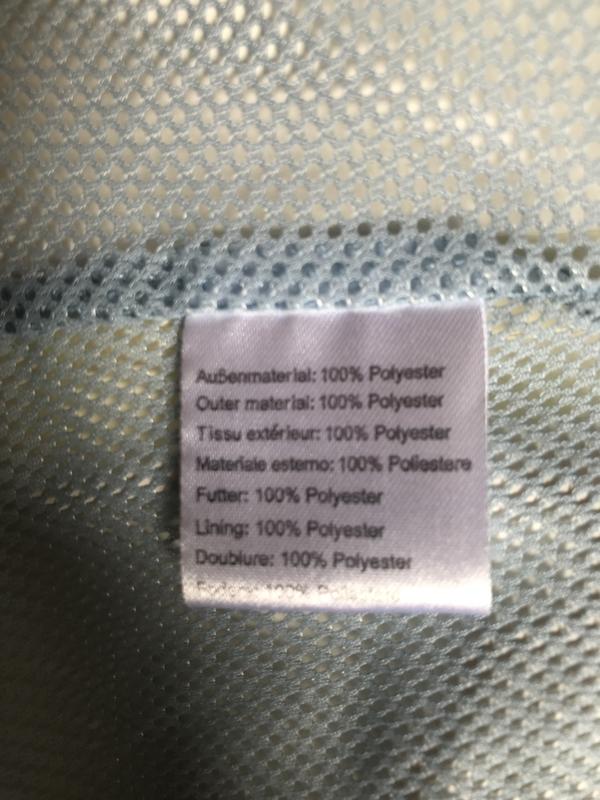 Außenmaterial: 100% Polyester
Outer material: 100% Polyester
Tissu extérieur: 100% Polyester
Materiale esterno: 100% Poliestere
Futter: 100% Polyester
Lining: 100% Polyester
Doublure: 100% Polyester
100%